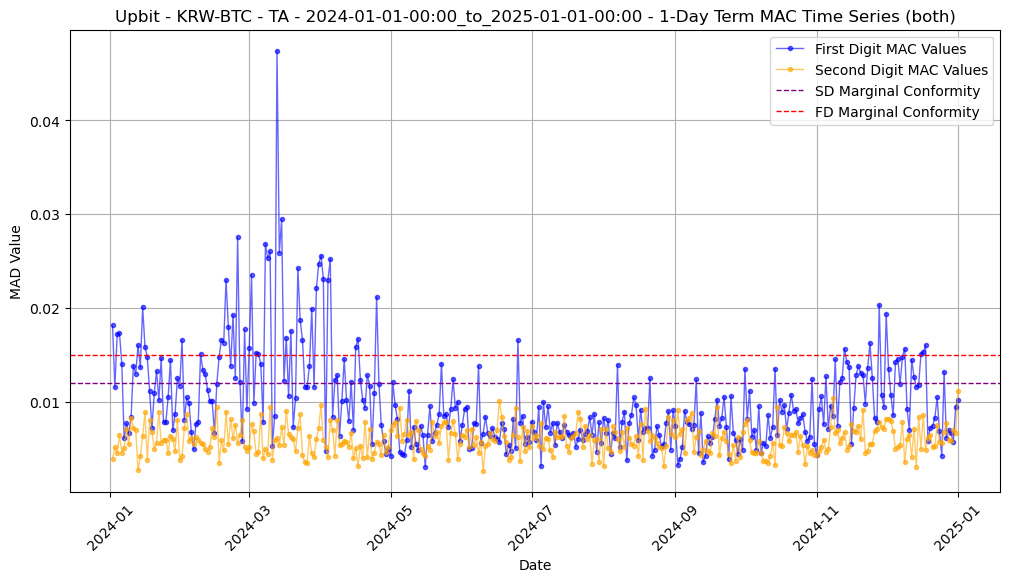 Upbit - KRW-BTC - TA - 2024-01-01-00:00_to_2025-01-01-00:00 - 1-Day Term MAC Time Series (both)
First Digit MAC Values
Second Digit MAC Values
SD Marginal Conformity
FD Marginal Conformity
MAD Value
0.04
0.03
0.02
0.01
2024-01
2024-03
2024-05
2024-07
2024-09
2024-11
2025-01
Date